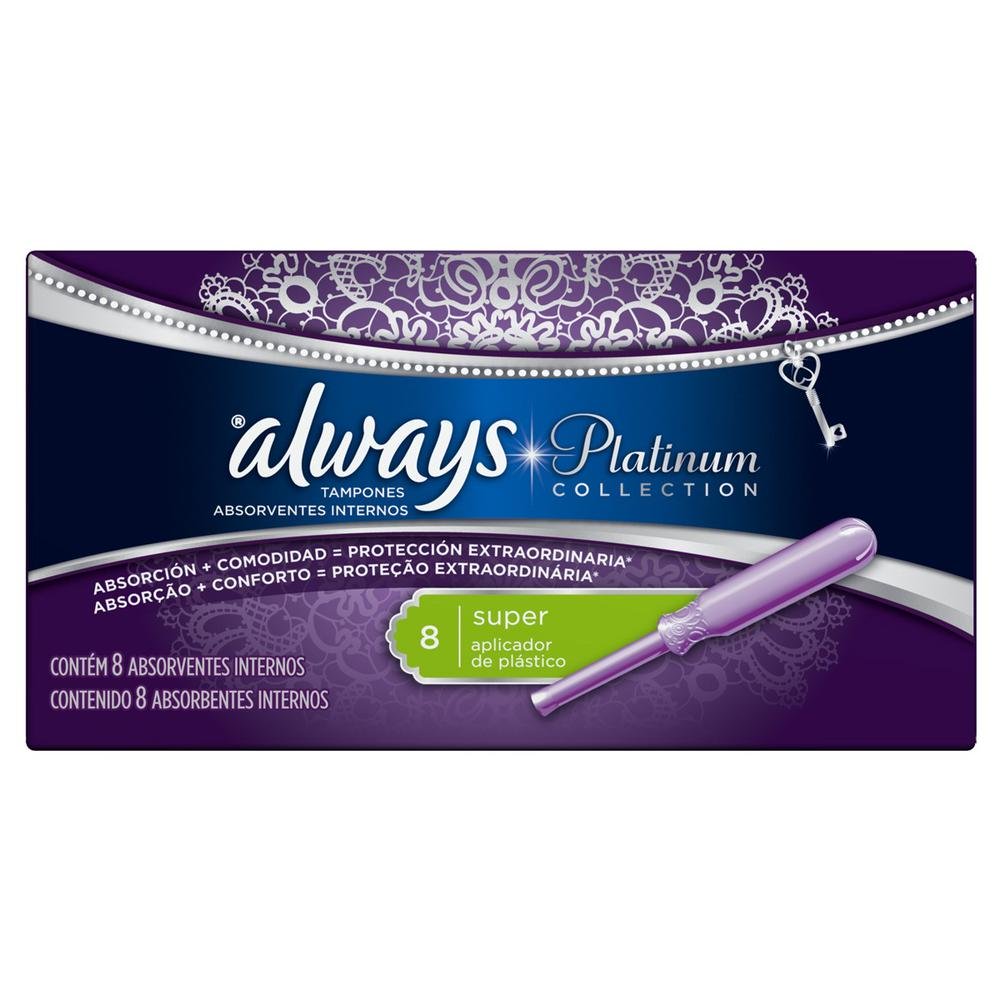 ®always Platinum
COLLECTION
TAMPONES
ABSORVENTES INTERNOS
ABSORCIÓN + COMODIDAD = PROTECCIÓN EXTRAORDINARIA*
ABSORÇÃO + CONFORTO = PROTEÇÃO EXTRAORDINÁRIA*
8
super
aplicador
de plástico
CONTÉM 8 ABSORVENTES INTERNOS
CONTENIDO 8 ABSORBENTES INTERNOS